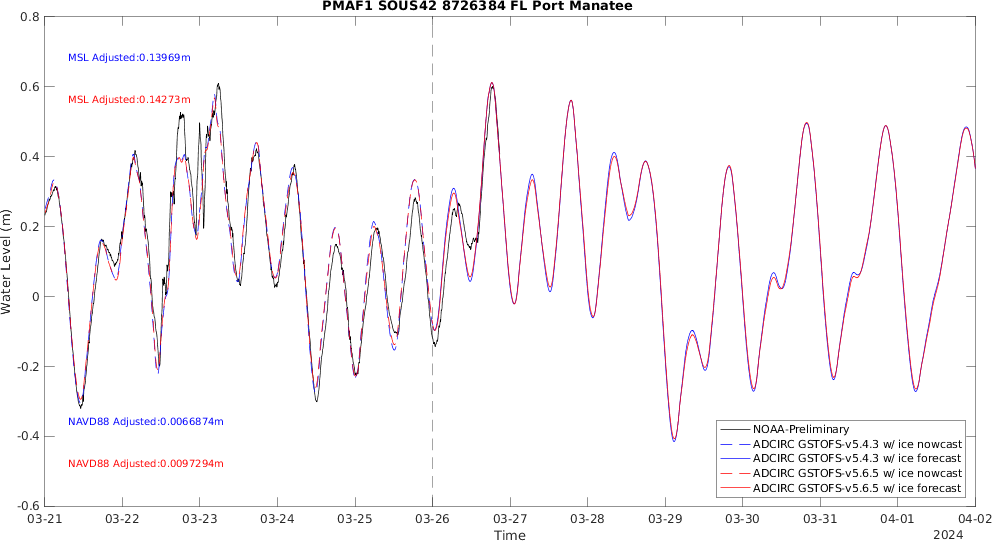 PMAF1 SOUS42 8726384 FL Port Manatee
0.8
0.6
0.4
0.2
0
-0.2
-0.4
-0.6
Water Level (m)
MSL Adjusted:0.13969m
MSL Adjusted:0.14273m
NAVD88 Adjusted:0.0066874m
NAVD88 Adjusted:0.0097294m
NOAA-Preliminary
ADCIRC GSTOFS-v5.4.3 w/ ice nowcast
ADCIRC GSTOFS-v5.4.3 w/ ice forecast
ADCIRC GSTOFS-v5.6.5 w/ ice nowcast
ADCIRC GSTOFS-v5.6.5 w/ ice forecast
03-21 03-22 03-23 03-24 03-25 03-26 03-27 03-28 03-29 03-30 03-31 04-01 04-02
Time
2024